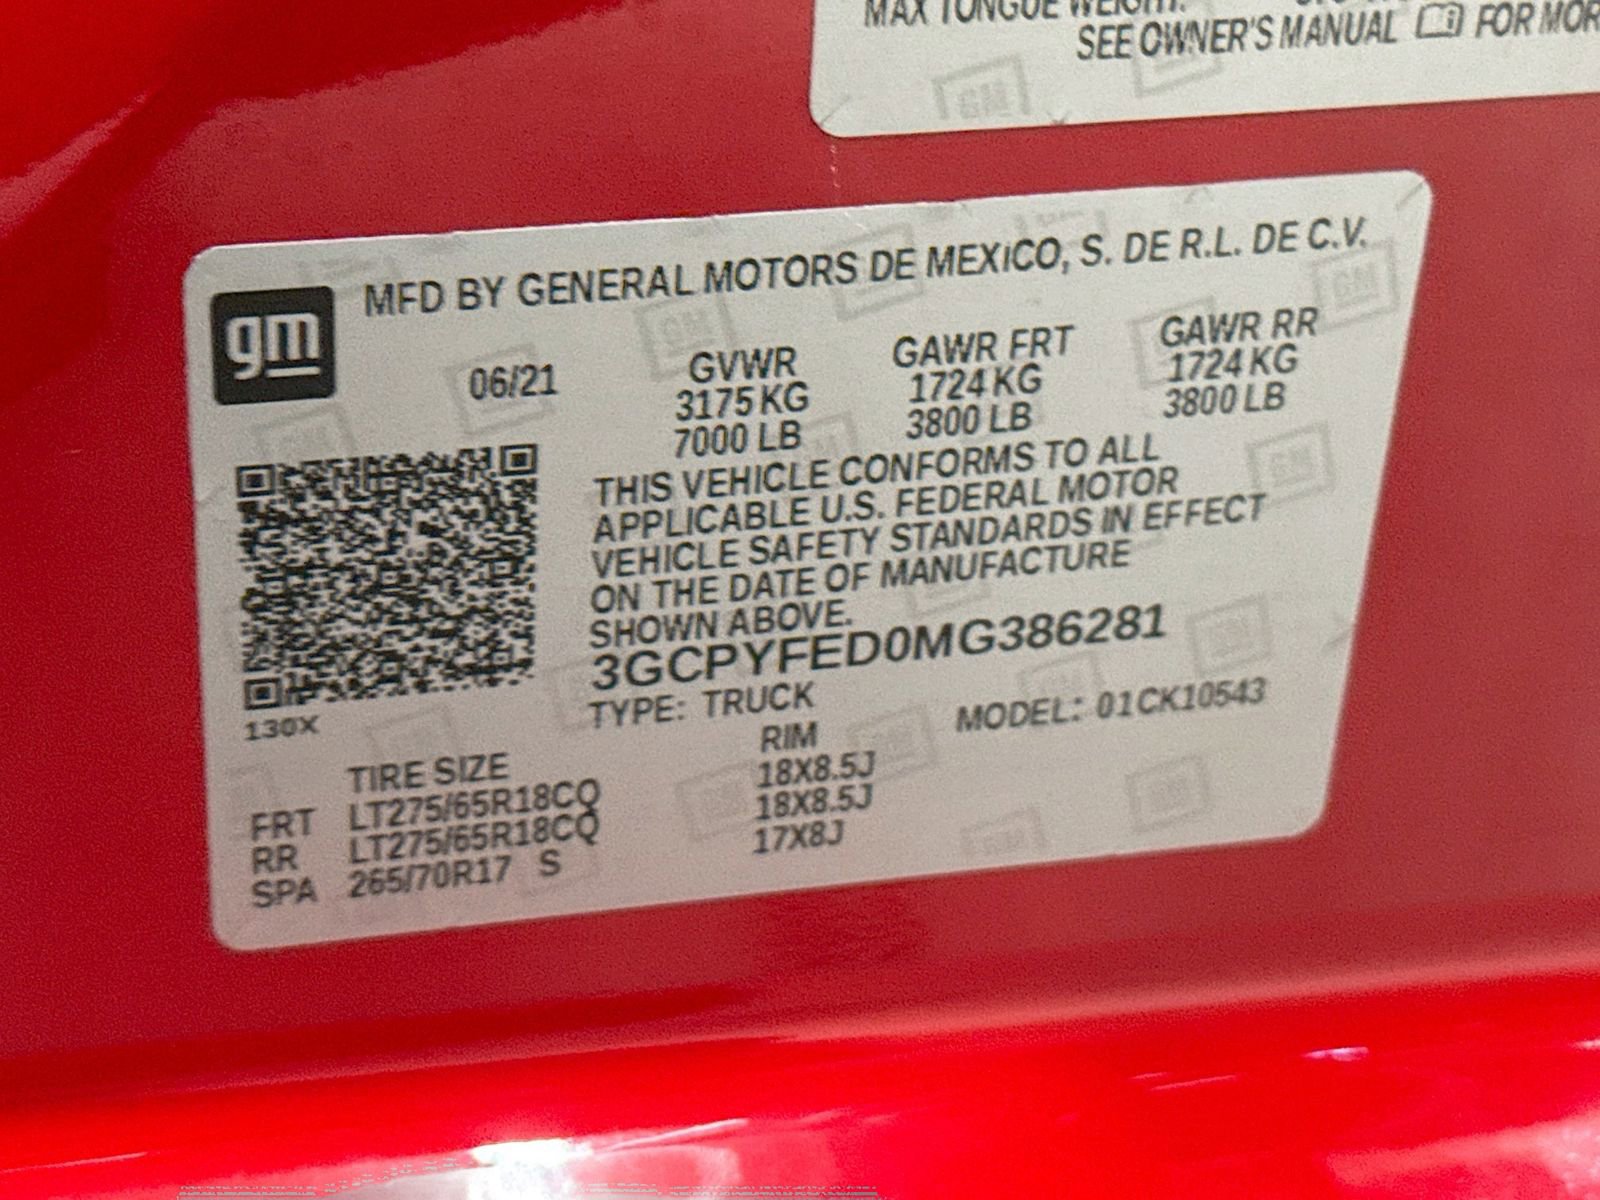 MAX TONGUE WEIGHT:
SEE OWNER'S MANUAL FOR MOR
gm
MFD BY GENERAL MOTORS DE MEXICO, S. DE R.L. DE C.V.
06/21 GVWR GAWR FRT GAWR RR
3175 KG 1724 KG 1724 KG
7000 LB 3800 LB 3800 LB
THIS VEHICLE CONFORMS TO ALL
APPLICABLE U.S. FEDERAL MOTOR
VEHICLE SAFETY STANDARDS IN EFFECT
ON THE DATE OF MANUFACTURE
SHOWN ABOVE.
3GCPYFED0MG386281
130X
TYPE: TRUCK MODEL: 01CK10543
TIRE SIZE RIM
FRT LT275/65R18CQ 18X8.5J
RR LT275/65R18CQ 18X8.5J
SPA 265/70R17 S 17X8J